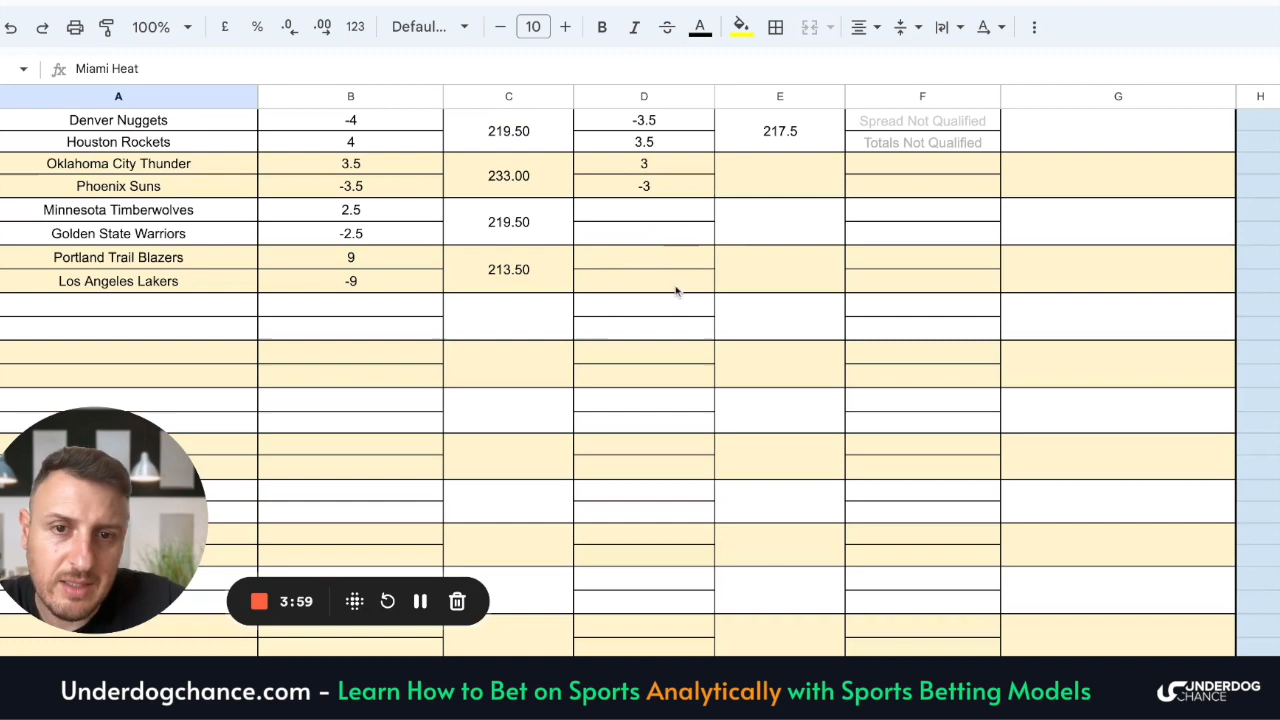 100% £ % .0 .00 123 Defaul... 10 B I A A
fx Miami Heat
A B C D E F G H
Denver Nuggets -4 219.50 -3.5 217.5 Spread Not Qualified
Houston Rockets 4 3.5 Totals Not Qualified
Oklahoma City Thunder 3.5 233.00 3
Phoenix Suns -3.5 -3
Minnesota Timberwolves 2.5 219.50
Golden State Warriors -2.5
Portland Trail Blazers 9 213.50
Los Angeles Lakers -9
3:59
Underdogchance.com - Learn How to Bet on Sports Analytically with Sports Betting Models
UNDERDOG
CHANCE